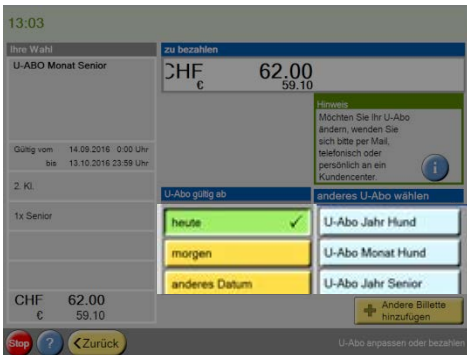 13:03
Ihre Wahl
U-ABO Monat Senior
Gültig vom 14.09.2016 0:00 Uhr
bis 13.10.2016 23:59 Uhr
2. Kl.
1x Senior
CHF 62.00
€ 59.10
zu bezahlen
CHF 62.00
€ 59.10
Hinweis
Möchten Sie Ihr U-Abo
ändern, wenden Sie
sich bitte per Mail,
telefonisch oder
persönlich an ein
Kundencenter.
i
U-Abo gültig ab
heute ✓
morgen
anderes Datum
anderes U-Abo wählen
U-Abo Jahr Hund
U-Abo Monat Hund
U-Abo Jahr Senior
Andere Billette
hinzufügen
Stop ? Zurück
U-Abo anpassen oder bezahlen